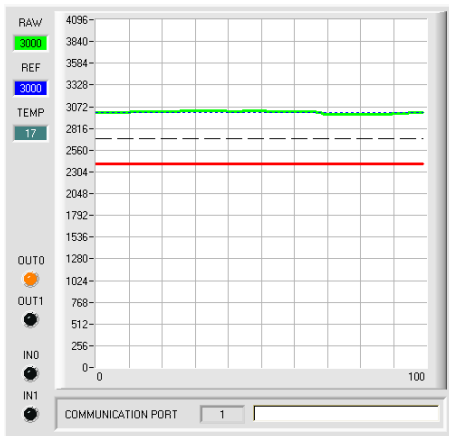 RAW
3000
REF
3000
TEMP
17
OUT0
OUT1
IN0
IN1
4096
3840
3584
3328
3072
2816
2560
2304
2048
1792
1536
1280
1024
768
512
256
0
0 100
COMMUNICATION PORT 1